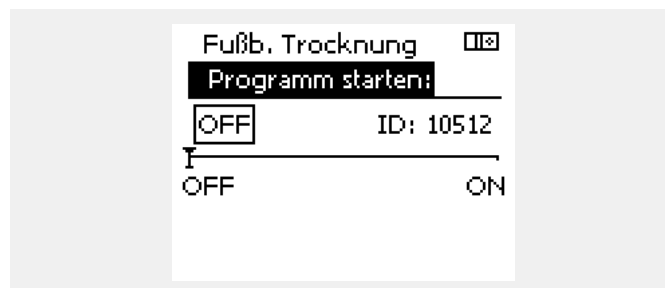 Fußb. Trocknung
Programm starten:
OFF ID: 10512
OFF ON